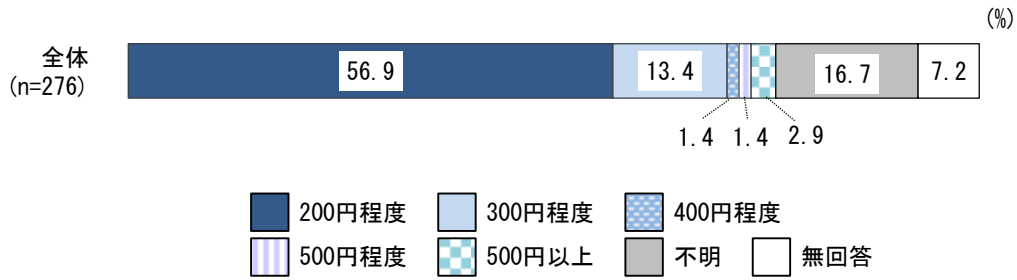 (%)
全体
(n=276)
56.9 13.4 16.7 7.2
1.4 1.4 2.9
200円程度 300円程度 400円程度
500円程度 500円以上 不明 無回答